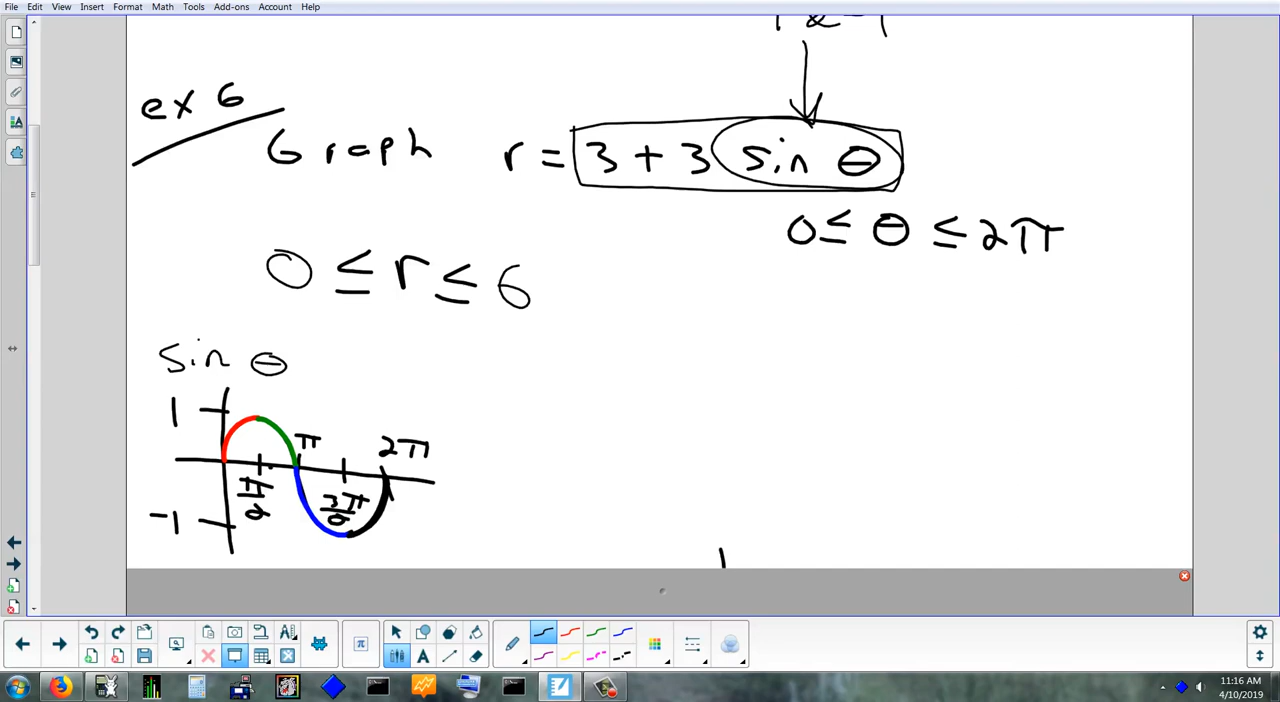 File Edit View Insert Format Math Tools Add-ons Account Help
ex 6
Graph r = 3 + 3 sin θ
0 ≤ θ ≤ 2π
0 ≤ r ≤ 6
sin θ
1
π
2π
π/2
3π/2
-1
A
π
11:16 AM
4/10/2019